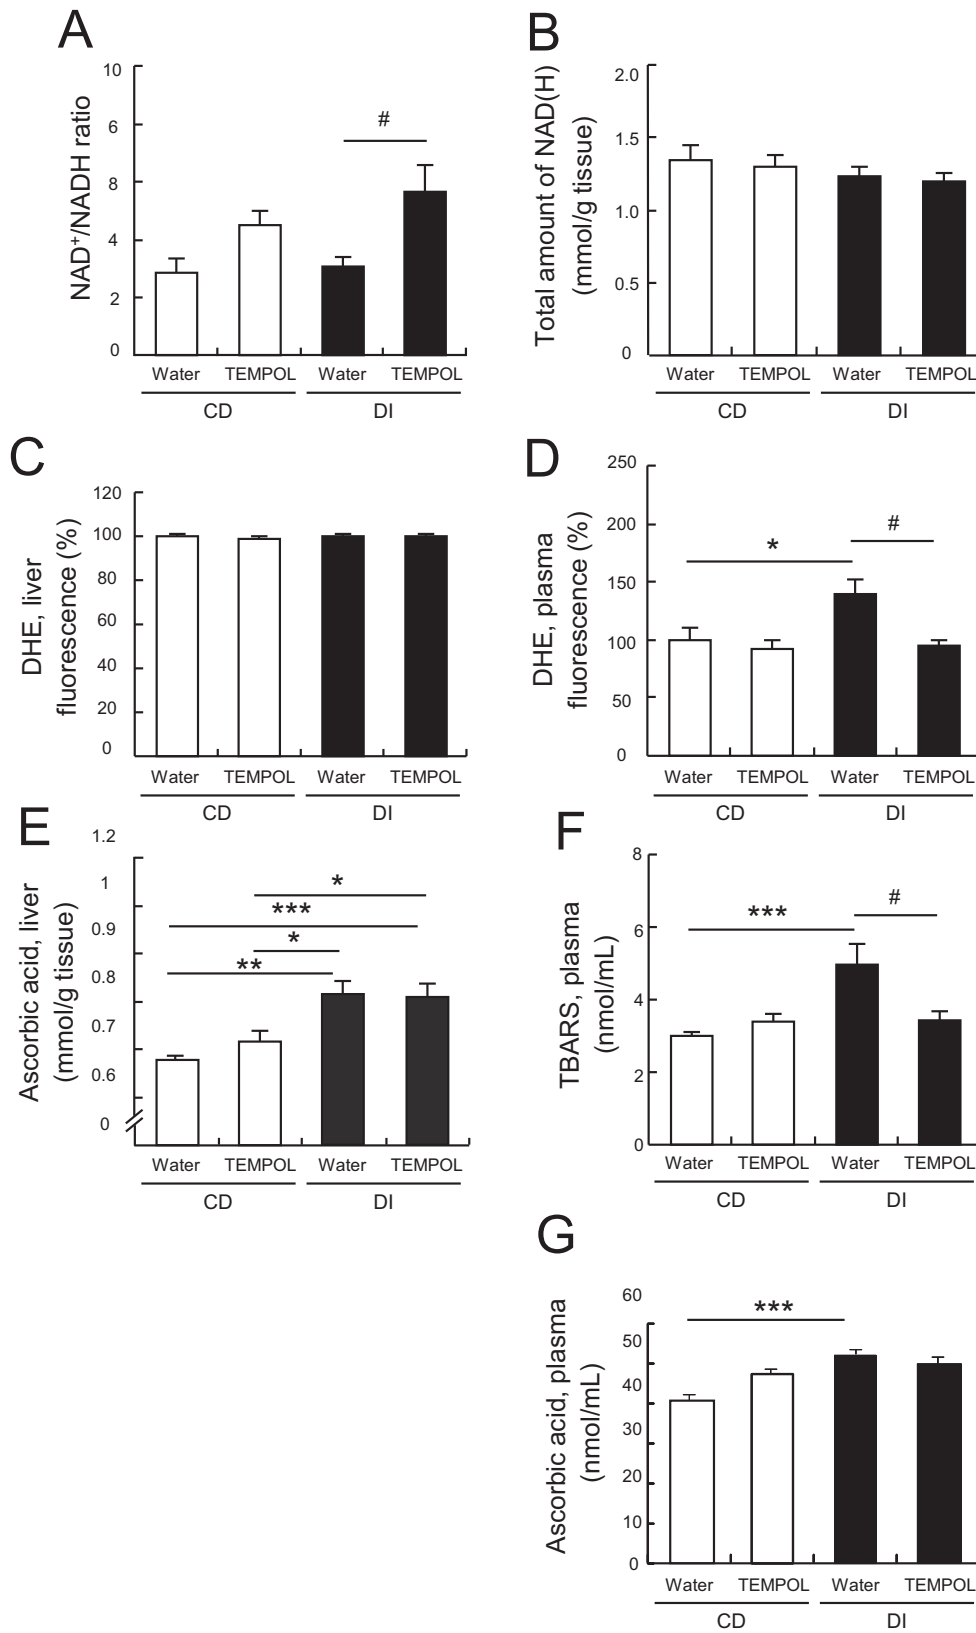 A
NAD+/NADH ratio
10
6
8
4
2
0
#
Water TEMPOL Water TEMPOL
CD DI
B
Total amount of NAD(H)
(mmol/g tissue)
2.0
1.5
1.0
0.5
0
Water TEMPOL Water TEMPOL
CD DI
C
DHE, liver
fluorescence (%)
120
100
80
60
40
20
0
Water TEMPOL Water TEMPOL
CD DI
D
DHE, plasma
fluorescence (%)
250
200
150
100
50
0
*
#
Water TEMPOL Water TEMPOL
CD DI
E
Ascorbic acid, liver
(mmol/g tissue)
1.2
1
0.9
0.8
0.7
0.6
0
*
***
*
**
Water TEMPOL Water TEMPOL
CD DI
F
TBARS, plasma
(nmol/mL)
8
6
4
2
0
***
#
Water TEMPOL Water TEMPOL
CD DI
G
Ascorbic acid, plasma
(nmol/mL)
60
50
40
30
20
10
0
***
Water TEMPOL Water TEMPOL
CD DI